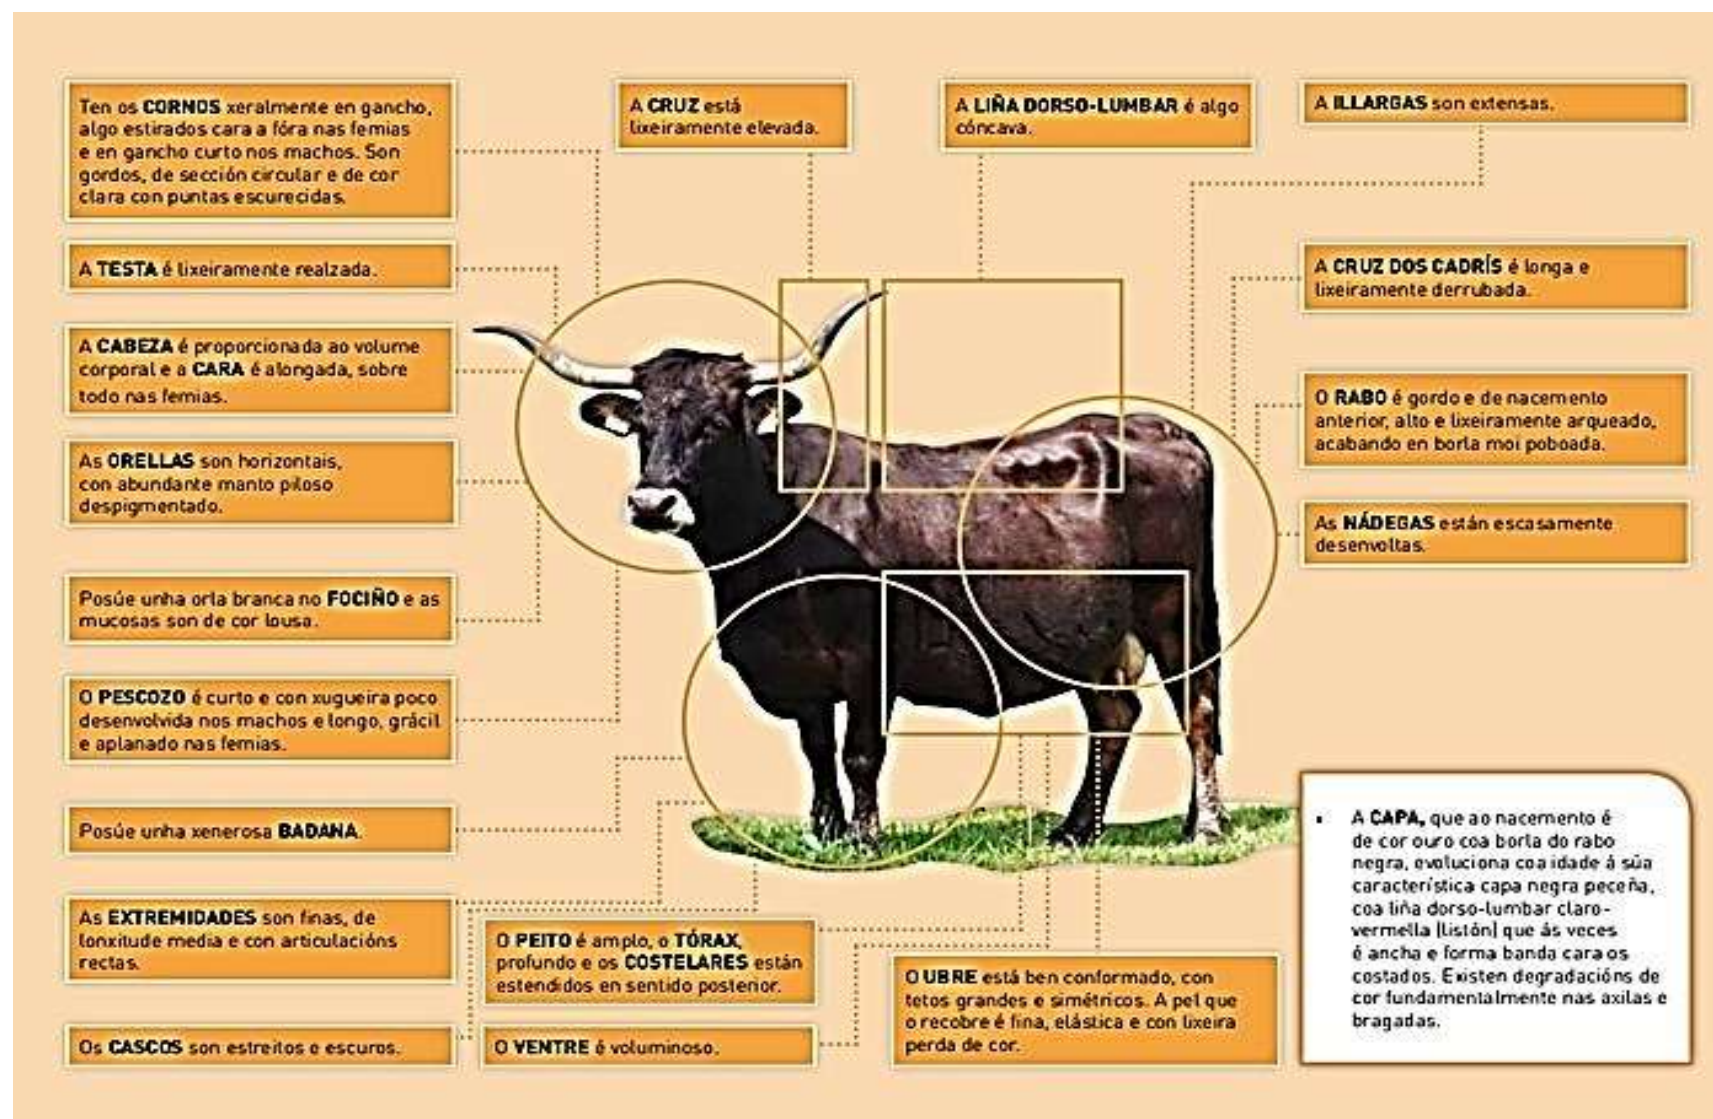 Ten os CORNOS xeralmente en gancho,
algo estirados cara a fóra nas femias
e en gancho curto nos machos. Son
gordos, de sección circular e de cor
clara con puntas escurecidas.
A TESTA é lixeiramente realzada.
A CABEZA é proporcionada ao volume
corporal e a CARA é alongada, sobre
todo nas femias.
As ORELLAS son horizontais,
con abundante manto piloso
despigmentado.
Posúe unha orla branca no FOCIÑO e as
mucosas son de cor lousa.
O PESCOZO é curto e con xugueira poco
desenvolvida nos machos e longo, grácil
e aplanado nas femias.
Posúe unha xenerosa BADANA.
As EXTREMIDADES son finas, de
lonxitude media e con articulacións
rectas.
Os CASCOS son estreitos e escuros.
A CRUZ está
lixeiramente elevada.
A LIÑA DORSO-LUMBAR é algo
cóncava.
A ILLARGAS son extensas.
A CRUZ DOS CADRÍS é longa e
lixeiramente derrubada.
O RABO é gordo e de nacemento
anterior, alto e lixeiramente arqueado,
acabando en borla moi poboada.
As NÁDEGAS están escasamente
desenvoltas.
O PEITO é amplo, o TÓRAX,
profundo e os COSTELARES están
estendidos en sentido posterior.
O VENTRE é voluminoso.
O UBRE está ben conformado, con
tetos grandes e simétricos. A pel que
o recobre é fina, elástica e con lixeira
perda de cor.
• A CAPA, que ao nacemento é
de cor ouro coa borla do rabo
negra, evoluciona coa idade á súa
característica capa negra peceña,
coa liña dorso-lumbar claro-
vermella (listón) que ás veces
é ancha e forma banda cara os
costados. Existen degradacións de
cor fundamentalmente nas axilas e
bragadas.